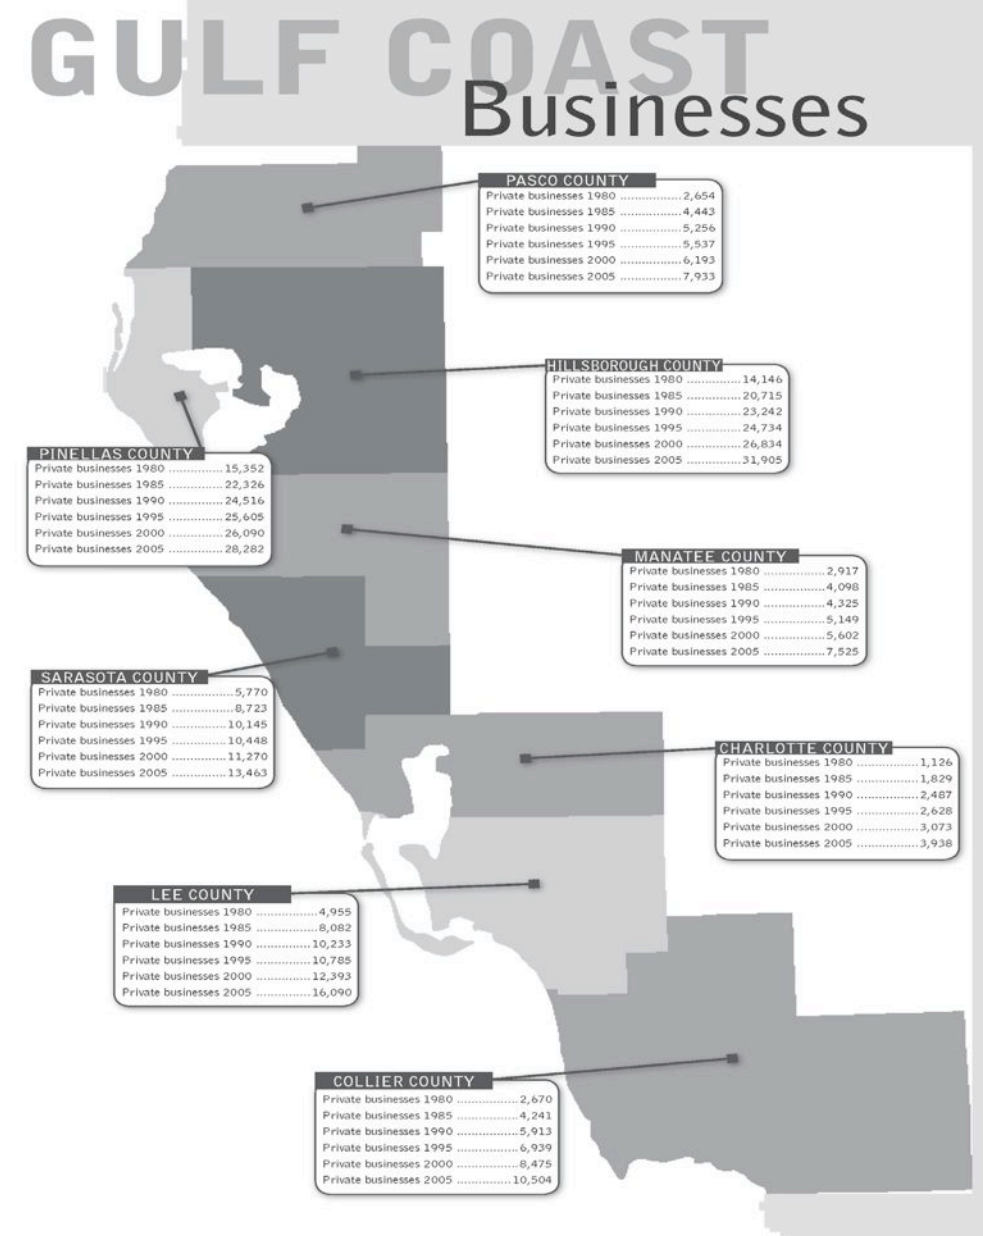 GULF COAST
Businesses
PASCO COUNTY
Private businesses 1980 ................. 2,654
Private businesses 1985 ................. 4,443
Private businesses 1990 ................. 5,256
Private businesses 1995 ................. 5,537
Private businesses 2000 ................. 6,193
Private businesses 2005 ................. 7,933
HILLSBOROUGH COUNTY
Private businesses 1980 ............... 14,146
Private businesses 1985 ............... 20,715
Private businesses 1990 ............... 23,242
Private businesses 1995 ............... 24,734
Private businesses 2000 ............... 26,834
Private businesses 2005 ............... 31,905
PINELLAS COUNTY
Private businesses 1980 ............... 15,352
Private businesses 1985 ............... 22,326
Private businesses 1990 ............... 24,516
Private businesses 1995 ............... 25,605
Private businesses 2000 ............... 26,090
Private businesses 2005 ............... 28,282
MANATEE COUNTY
Private businesses 1980 ................. 2,917
Private businesses 1985 ................. 4,098
Private businesses 1990 ................. 4,325
Private businesses 1995 ................. 5,149
Private businesses 2000 ................. 5,602
Private businesses 2005 ................. 7,525
SARASOTA COUNTY
Private businesses 1980 ................. 5,770
Private businesses 1985 ................. 8,723
Private businesses 1990 ............... 10,145
Private businesses 1995 ............... 10,448
Private businesses 2000 ............... 11,270
Private businesses 2005 ............... 13,463
CHARLOTTE COUNTY
Private businesses 1980 ................. 1,126
Private businesses 1985 ................. 1,829
Private businesses 1990 ................. 2,487
Private businesses 1995 ................. 2,628
Private businesses 2000 ................. 3,073
Private businesses 2005 ................. 3,938
LEE COUNTY
Private businesses 1980 ................. 4,955
Private businesses 1985 ................. 8,082
Private businesses 1990 ............... 10,233
Private businesses 1995 ............... 10,785
Private businesses 2000 ............... 12,393
Private businesses 2005 ............... 16,090
COLLIER COUNTY
Private businesses 1980 ................. 2,670
Private businesses 1985 ................. 4,241
Private businesses 1990 ................. 5,913
Private businesses 1995 ................. 6,939
Private businesses 2000 ................. 8,475
Private businesses 2005 ............... 10,504